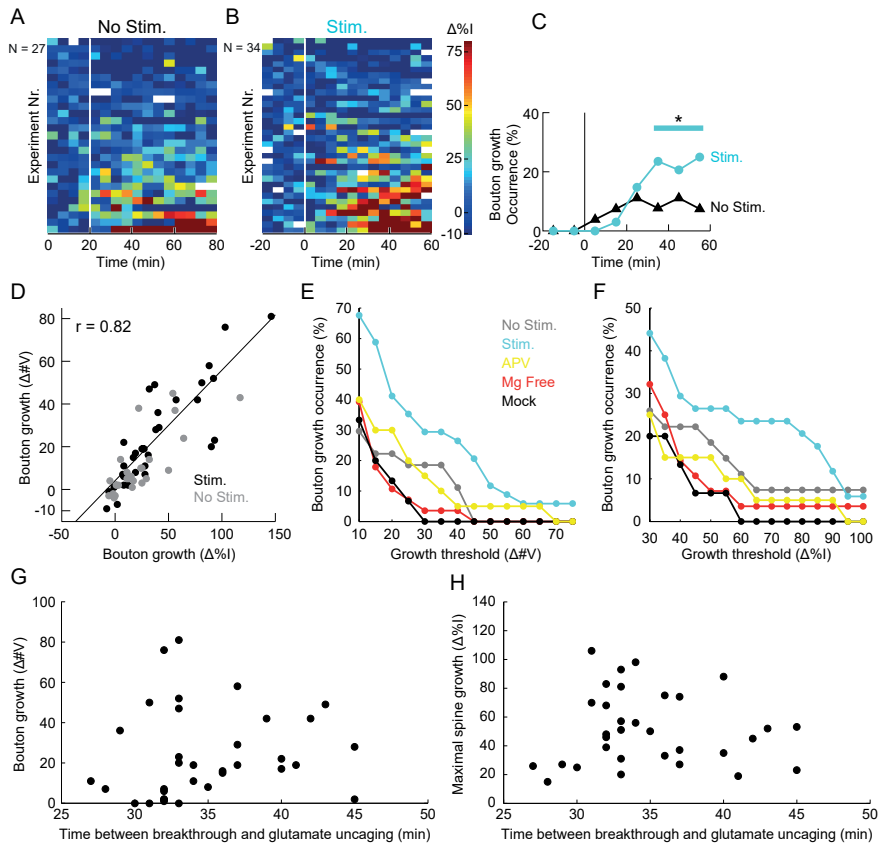 A
No Stim.
N = 27
Experiment Nr.
0 20 40 60 80
Time (min)
B
Stim.
N = 34
Experiment Nr.
-20 0 20 40 60
Time (min)
Δ%I
75
50
25
0
-10
C
*
Bouton growth
Occurrence (%)
40
20
0
Stim.
No Stim.
-20 0 20 40 60
Time (min)
D
r = 0.82
Bouton growth (Δ#V)
80
60
40
20
0
-10
Stim.
No Stim.
-50 0 50 100 150
Bouton growth (Δ%I)
E
Bouton growth occurrence (%)
70
60
50
40
30
20
10
0
No Stim.
Stim.
APV
Mg Free
Mock
10 20 30 40 50 60 70
Growth threshold (Δ#V)
F
Bouton growth occurrence (%)
50
40
30
20
10
0
30 40 50 60 70 80 90 100
Growth threshold (Δ%I)
G
Bouton growth (Δ#V)
100
80
60
40
20
0
25 30 35 40 45 50
Time between breakthrough and glutamate uncaging (min)
H
Maximal spine growth (Δ%I)
140
120
100
80
60
40
20
0
25 30 35 40 45 50
Time between breakthrough and glutamate uncaging (min)